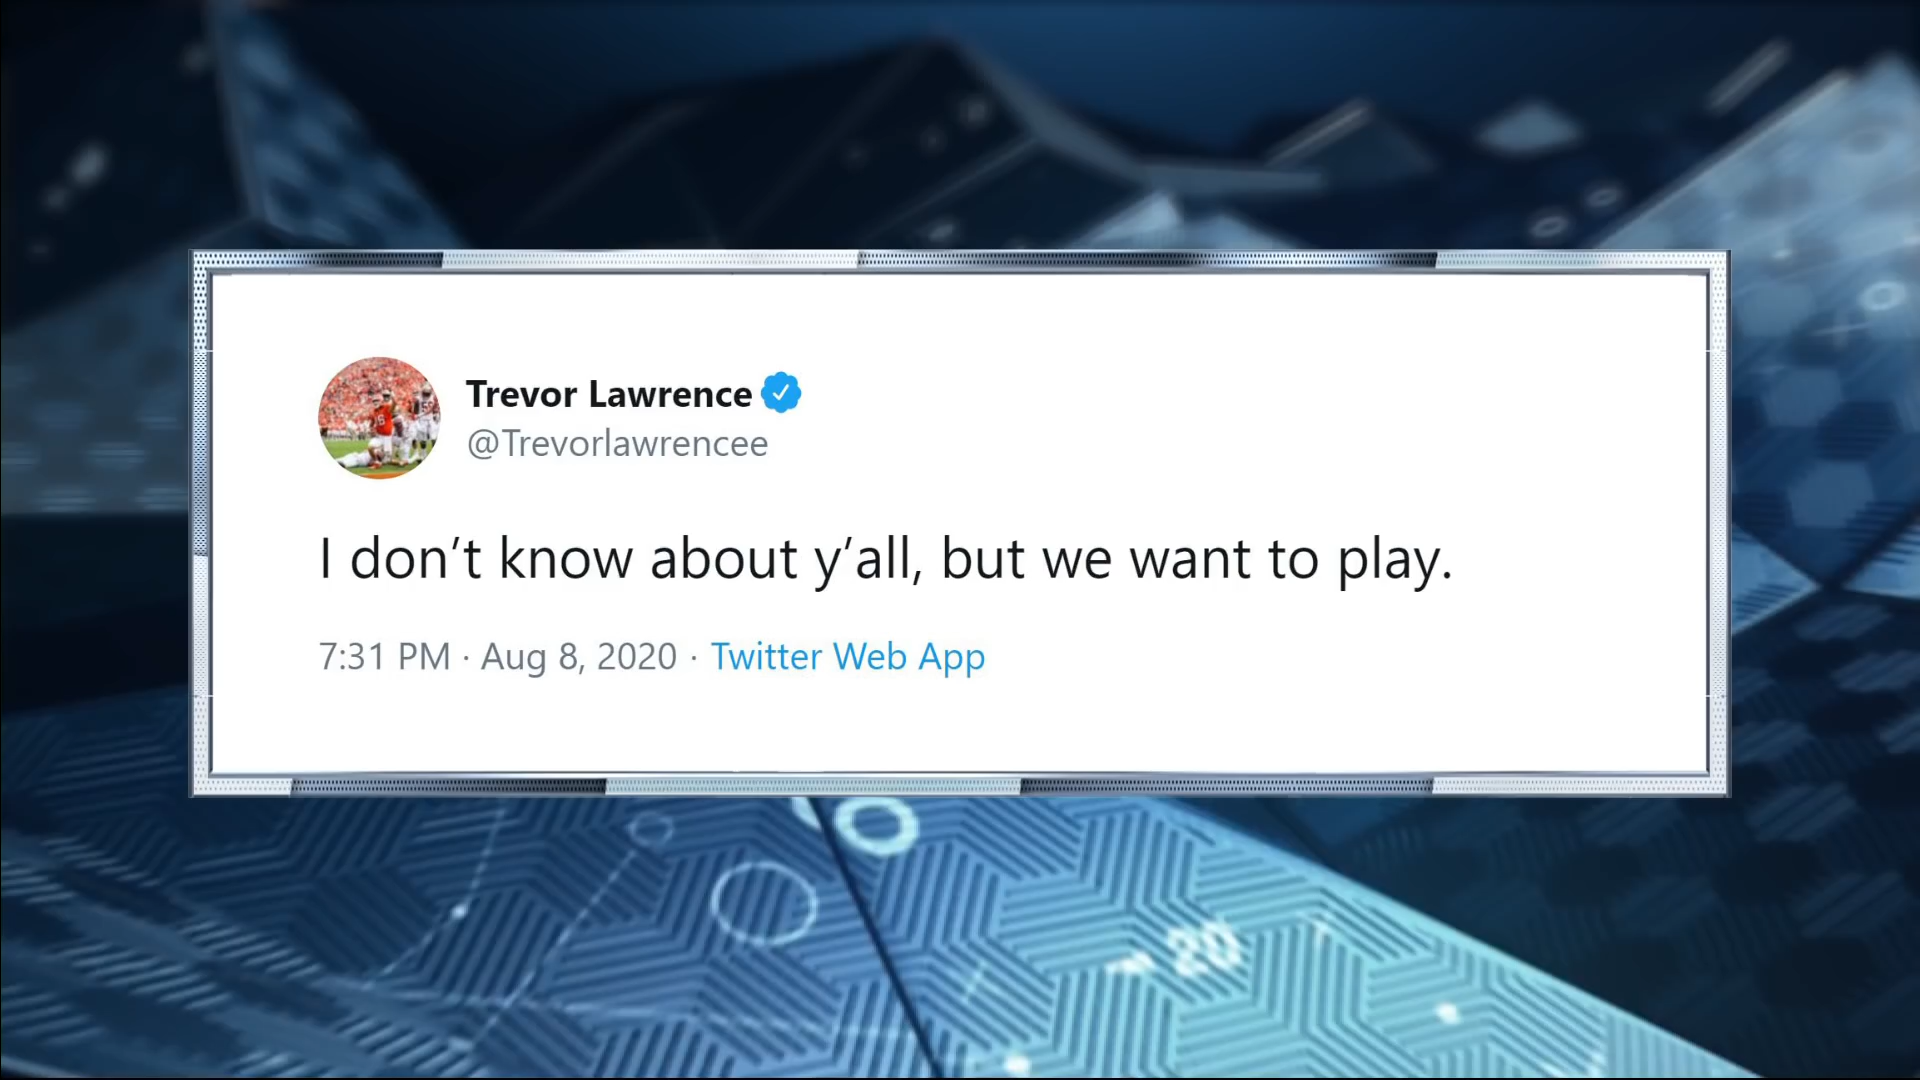 Trevor Lawrence
@Trevorlawrencee
I don’t know about y’all, but we want to play.
7:31 PM · Aug 8, 2020 · Twitter Web App
20